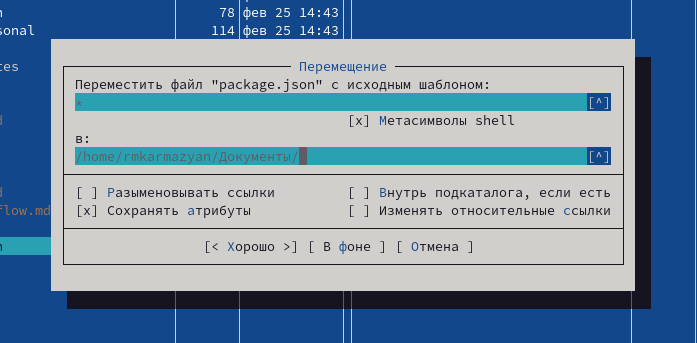 78 фев 25 14:43
sonal 114 фев 25 14:43
tes
Перемещение
Переместить файл "package.json" с исходным шаблоном:
* [^]
d
[x] Метасимволы shell
в:
/home/rmkarmazyan/Документы/ [^]
d
[ ] Разыменовывать ссылки [ ] Внутрь подкаталога, если есть
flow.md
[x] Сохранять атрибуты [ ] Изменять относительные ссылки
n
[< Хорошо >] [ В фоне ] [ Отмена ]